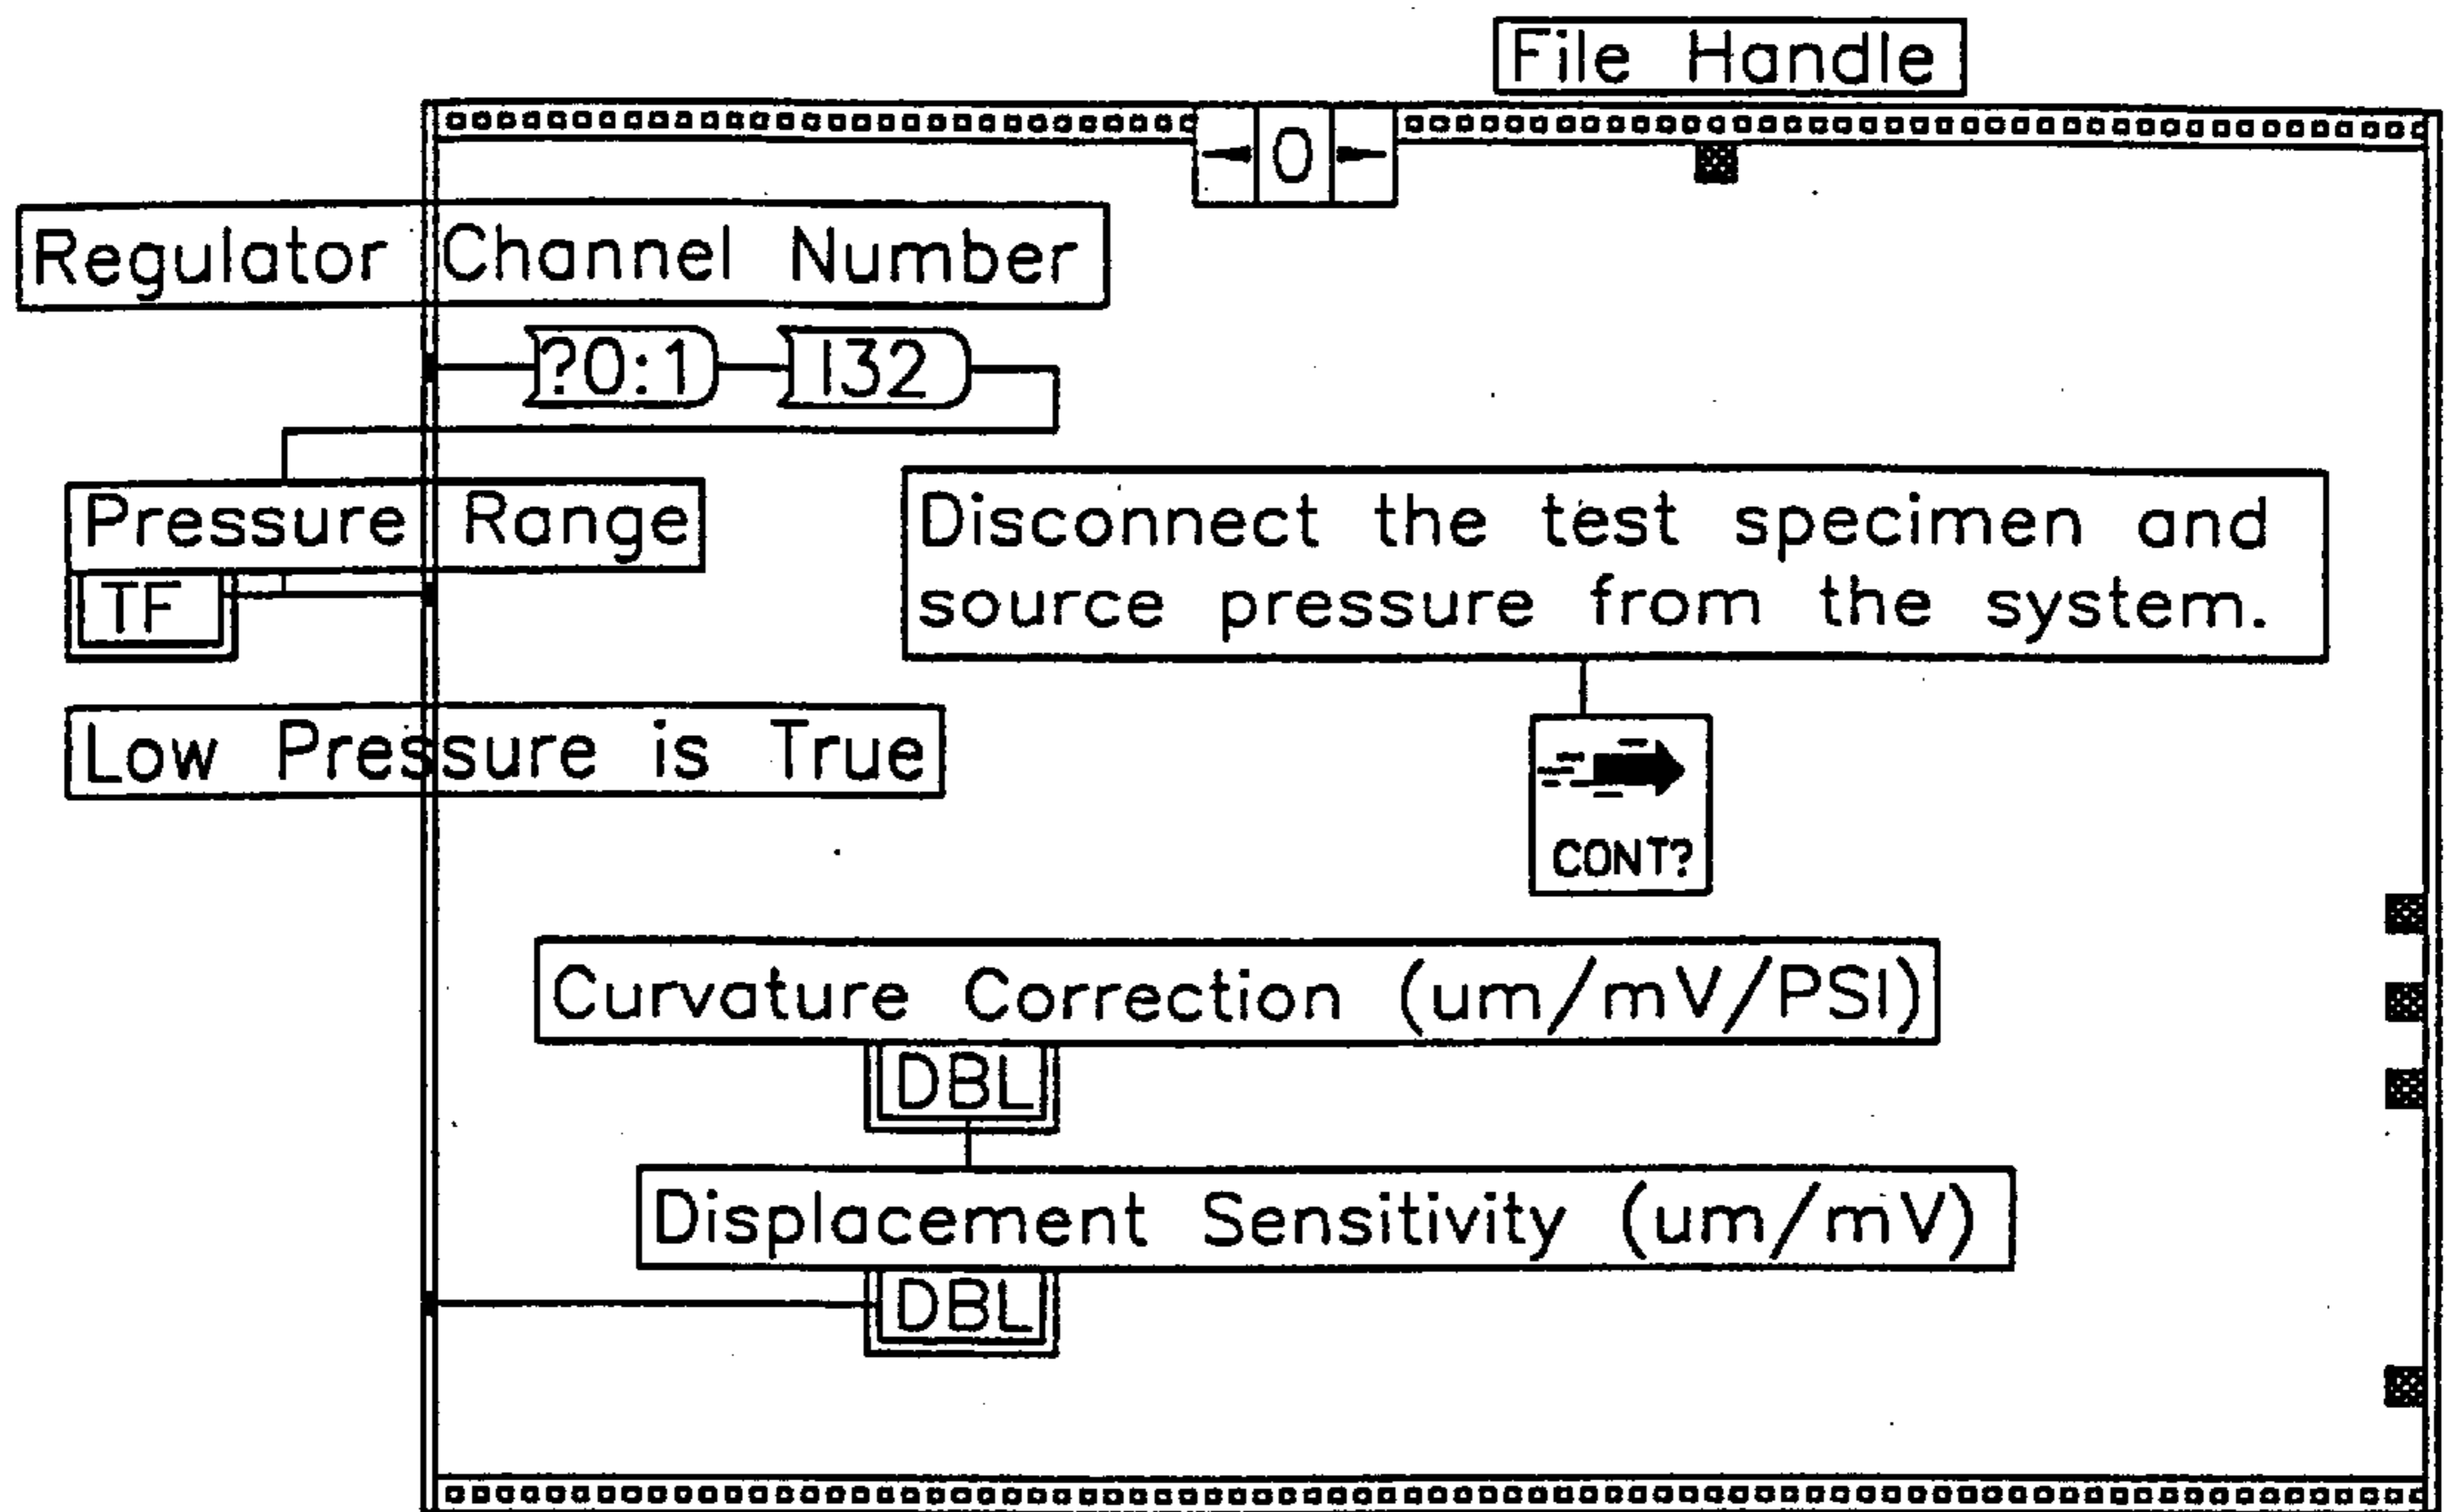 File Handle
0
Regulator Channel Number
?0:1 I32
Pressure Range
TF
Disconnect the test specimen and
source pressure from the system.
Low Pressure is True
CONT?
Curvature Correction (um/mV/PSI)
DBL
Displacement Sensitivity (um/mV)
DBL